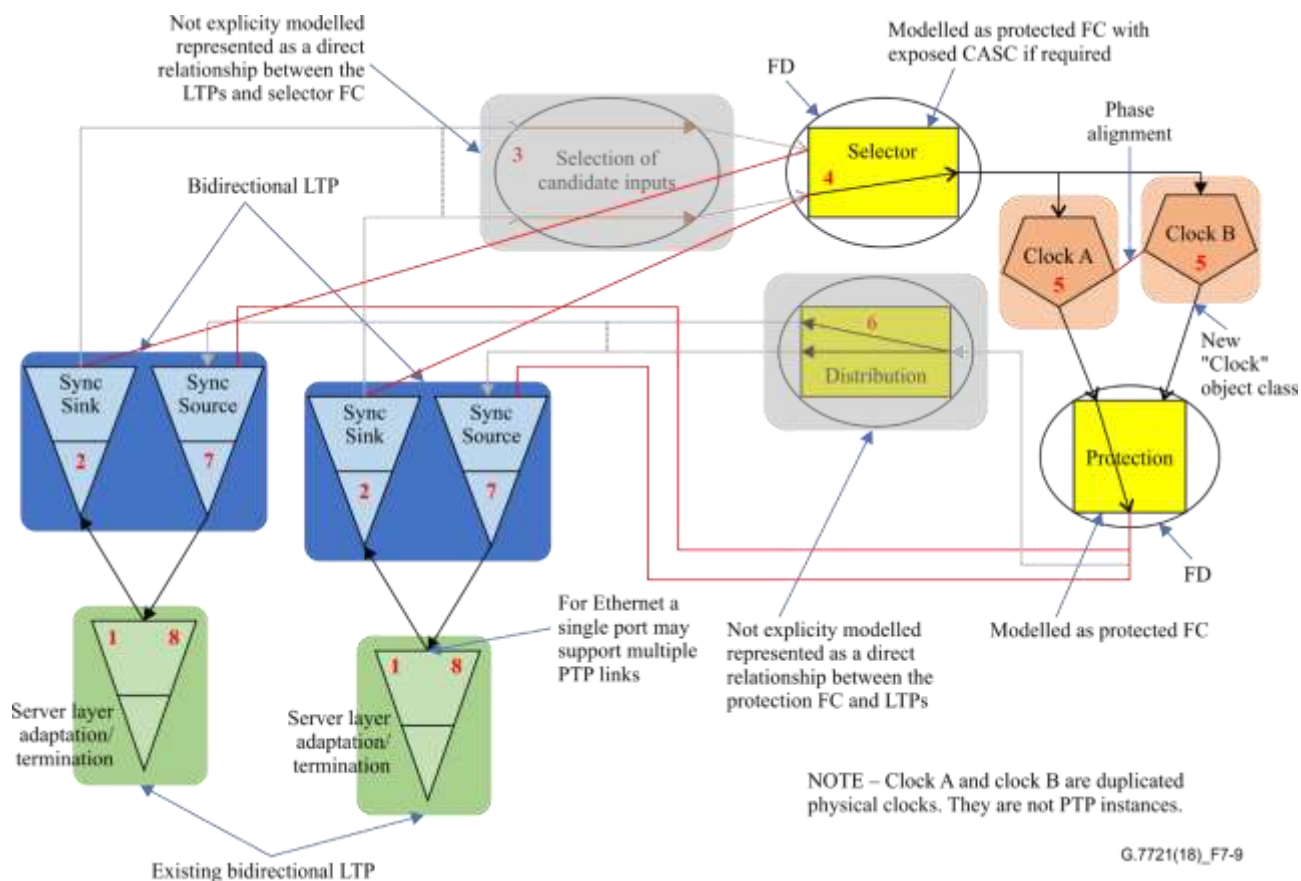 Not explicity modelled
represented as a direct
relationship between the
LTPs and selector FC
Modelled as protected FC with
exposed CASC if required
FD
Phase
alignment
3
Selection of
candidate inputs
Selector
4
Bidirectional LTP
Clock A
5
Clock B
5
6
Distribution
New
"Clock"
object class
Sync
Sink
2
Sync
Source
7
Sync
Sink
2
Sync
Source
7
Protection
FD
1
8
Server layer
adaptation/
termination
For Ethernet a
single port may
support multiple
PTP links
1
8
Server layer
adaptation/
termination
Not explicity modelled
represented as a direct
relationship between the
protection FC and LTPs
Modelled as protected FC
NOTE – Clock A and clock B are duplicated
physical clocks. They are not PTP instances.
Existing bidirectional LTP
G.7721(18)_F7-9